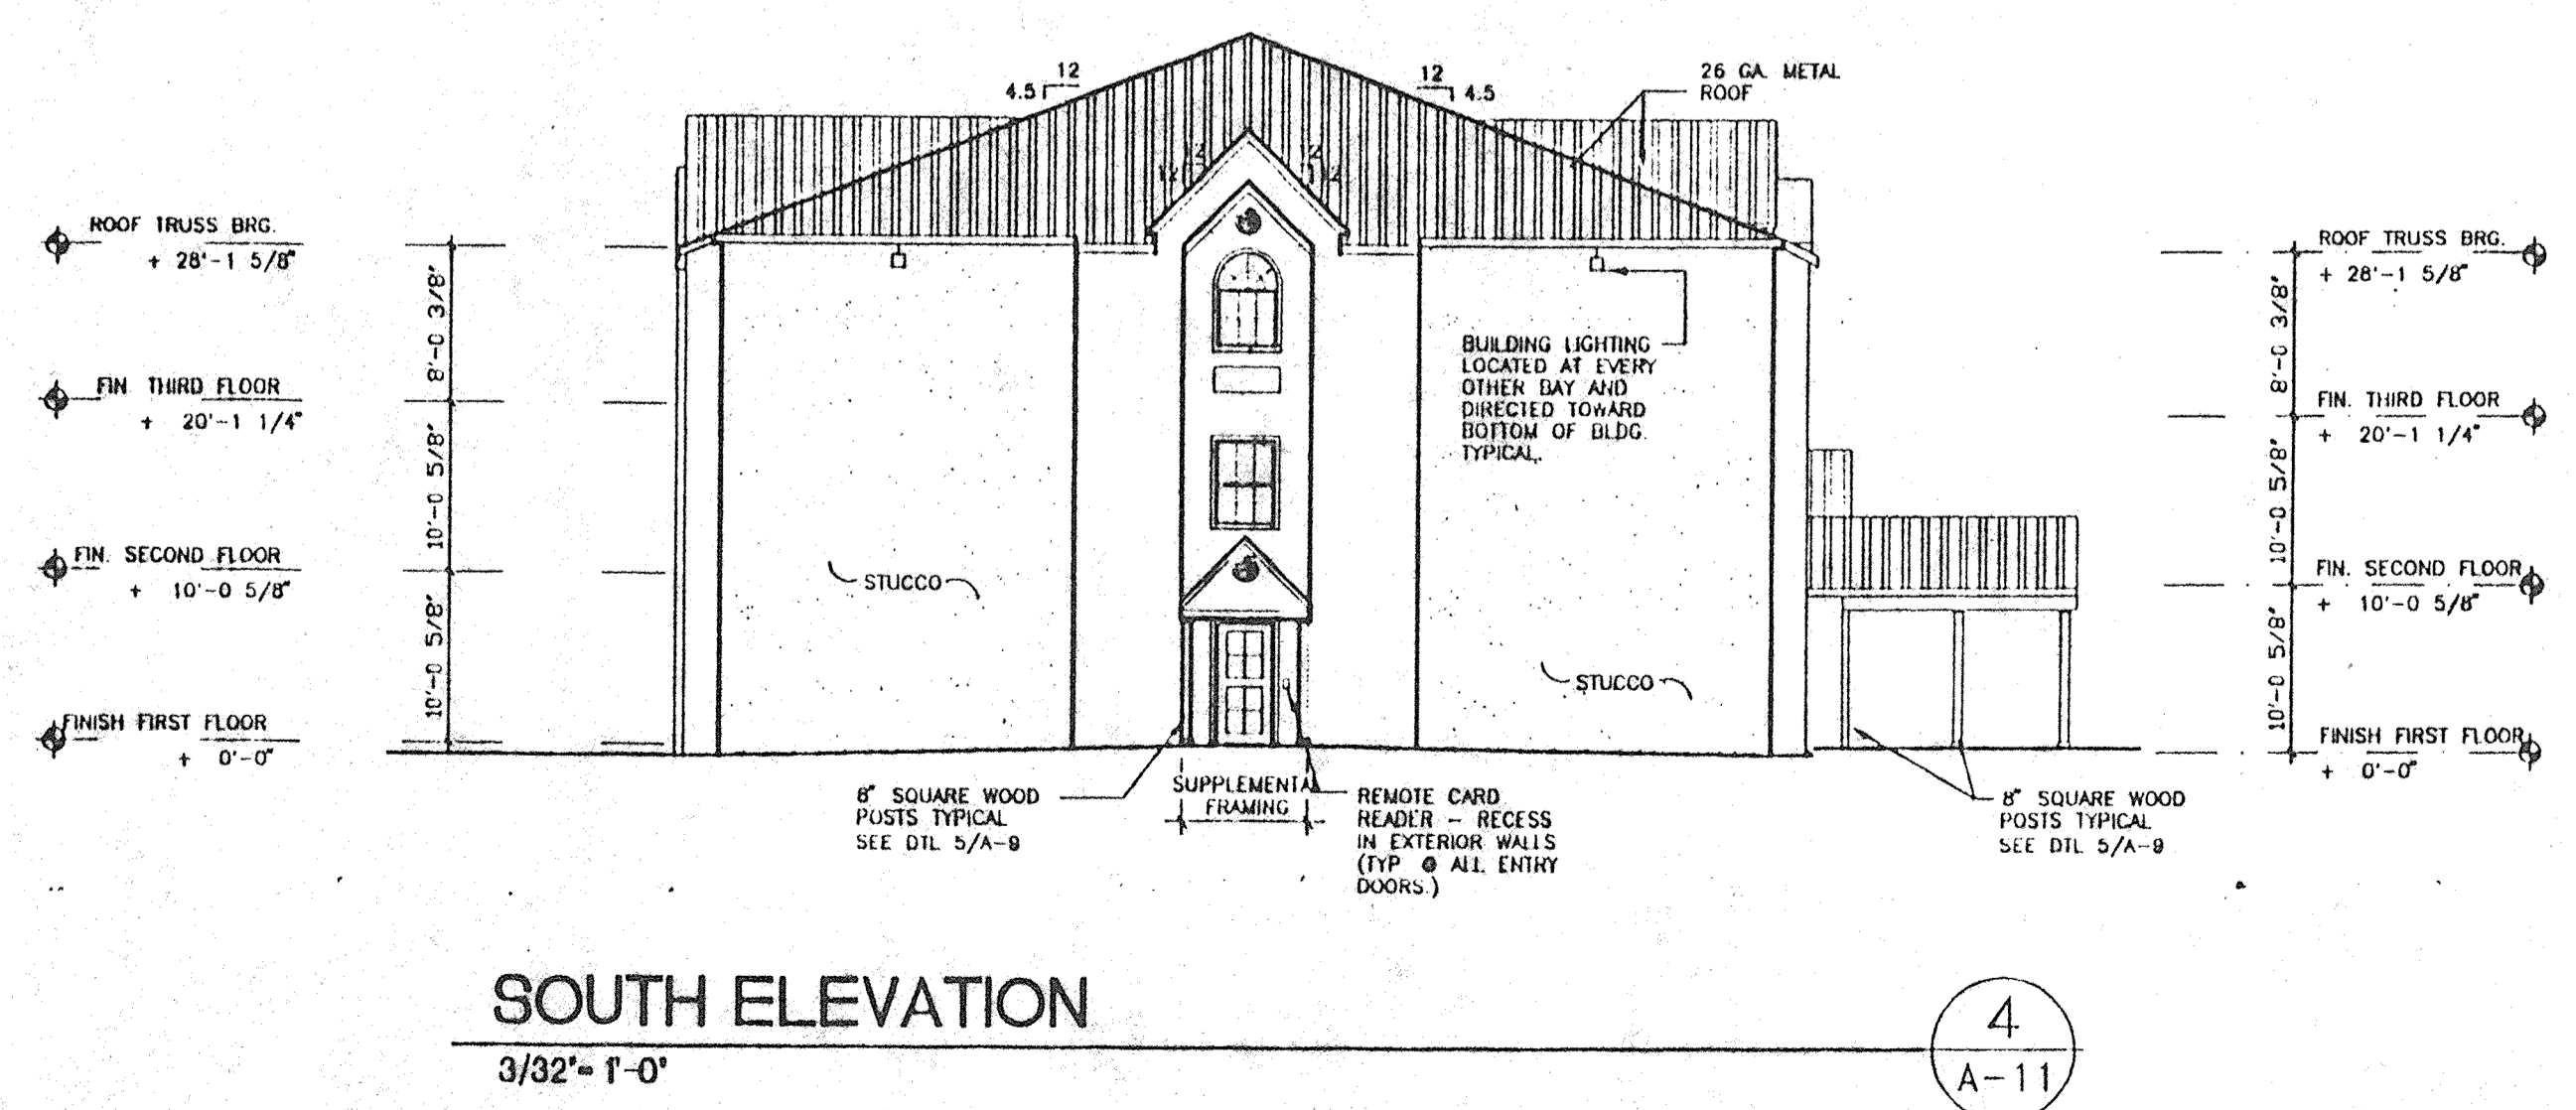 12
4.5
12
4.5
26 GA. METAL
ROOF
12
12
ROOF TRUSS BRG.
+ 28'-1 5/8"
FIN THIRD FLOOR
+ 20'-1 1/4"
FIN. SECOND FLOOR
+ 10'-0 5/8"
FINISH FIRST FLOOR
+ 0'-0"
8'-0 3/8"
10'-0 5/8"
10'-0 5/8"
BUILDING LIGHTING
LOCATED AT EVERY
OTHER BAY AND
DIRECTED TOWARD
BOTTOM OF BLDG.
TYPICAL.
STUCCO
STUCCO
ROOF TRUSS BRG.
+ 28'-1 5/8"
FIN. THIRD FLOOR
+ 20'-1 1/4"
FIN. SECOND FLOOR
+ 10'-0 5/8"
FINISH FIRST FLOOR
+ 0'-0"
8'-0 3/8"
10'-0 5/8"
10'-0 5/8"
8" SQUARE WOOD
POSTS TYPICAL
SEE DTL 5/A-9
SUPPLEMENTAL
FRAMING
REMOTE CARD
READER - RECESS
IN EXTERIOR WALLS
(TYP @ ALL ENTRY
DOORS.)
8" SQUARE WOOD
POSTS TYPICAL
SEE DTL 5/A-9
SOUTH ELEVATION
3/32"= 1'-0"
4
A-11